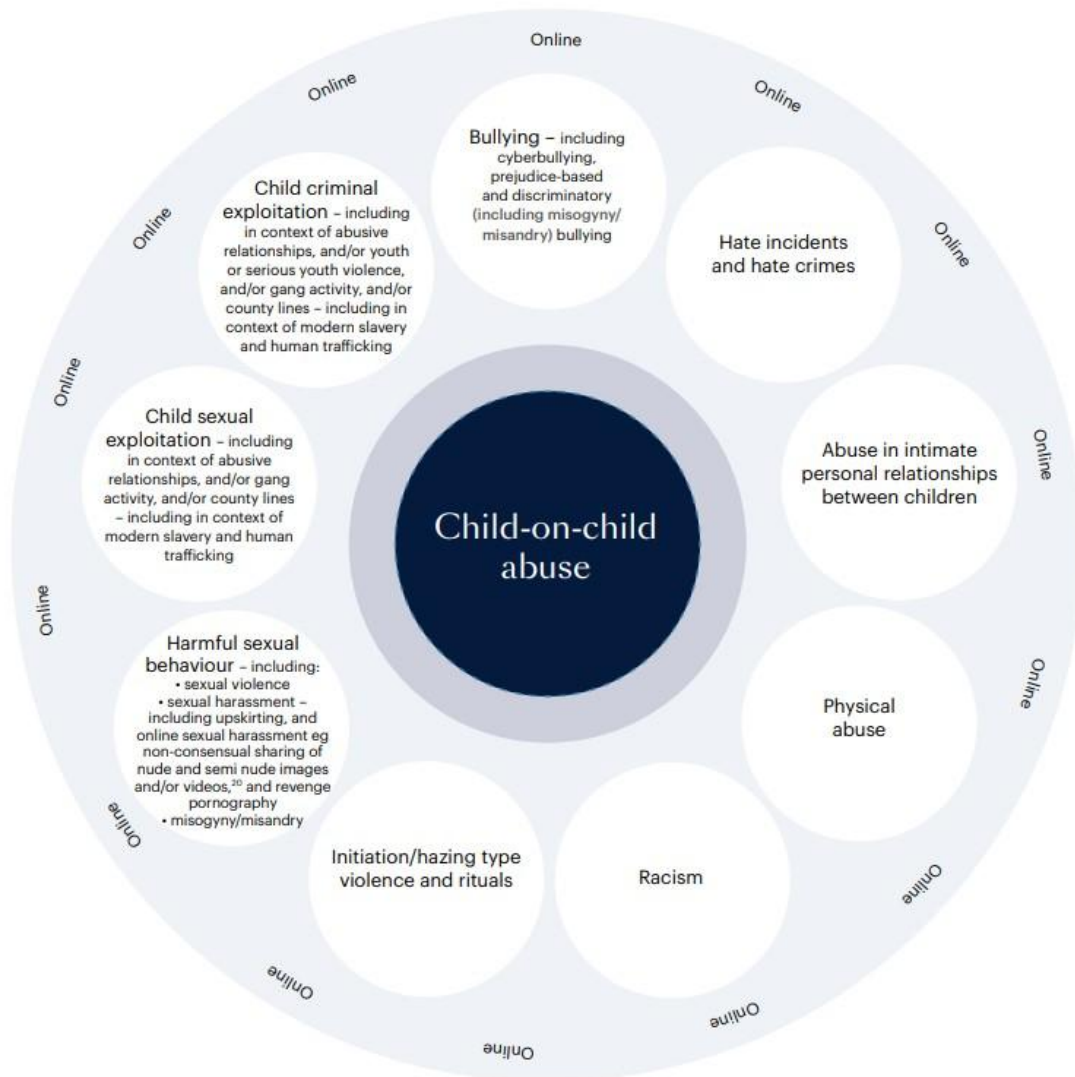 Online
Online
Online
Online
Online
Online
Online
Online
Online
Online
Online
Online
Online
Online
Bullying – including
cyberbullying,
prejudice-based
and discriminatory
(including misogyny/
misandry) bullying
Hate incidents
and hate crimes
Abuse in intimate
personal relationships
between children
Physical
abuse
Racism
Initiation/hazing type
violence and rituals
Harmful sexual
behaviour – including:
• sexual violence
• sexual harassment –
including upskirting, and
online sexual harassment eg
non-consensual sharing of
nude and semi nude images
and/or videos,²⁰ and revenge
pornography
• misogyny/misandry
Child sexual
exploitation – including
in context of abusive
relationships, and/or gang
activity, and/or county lines
– including in context of
modern slavery and human
trafficking
Child criminal
exploitation – including
in context of abusive
relationships, and/or youth
or serious youth violence,
and/or gang activity, and/or
county lines – including in
context of modern slavery
and human trafficking
Child-on-child
abuse